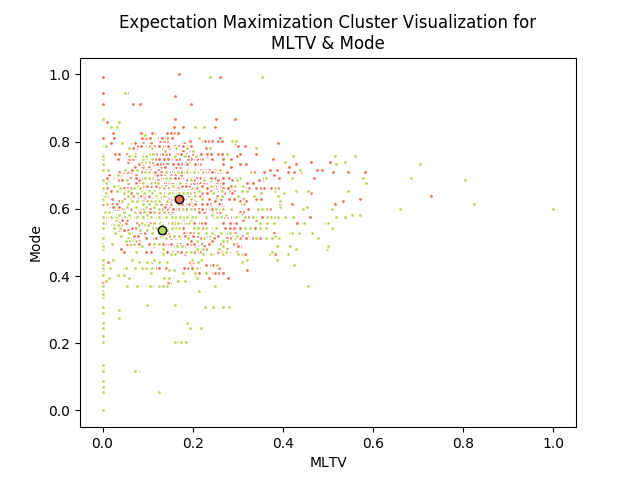 Expectation Maximization Cluster Visualization for
MLTV & Mode
1.0
0.8
0.6
0.4
0.2
0.0
Mode
0.0 0.2 0.4 0.6 0.8 1.0
MLTV